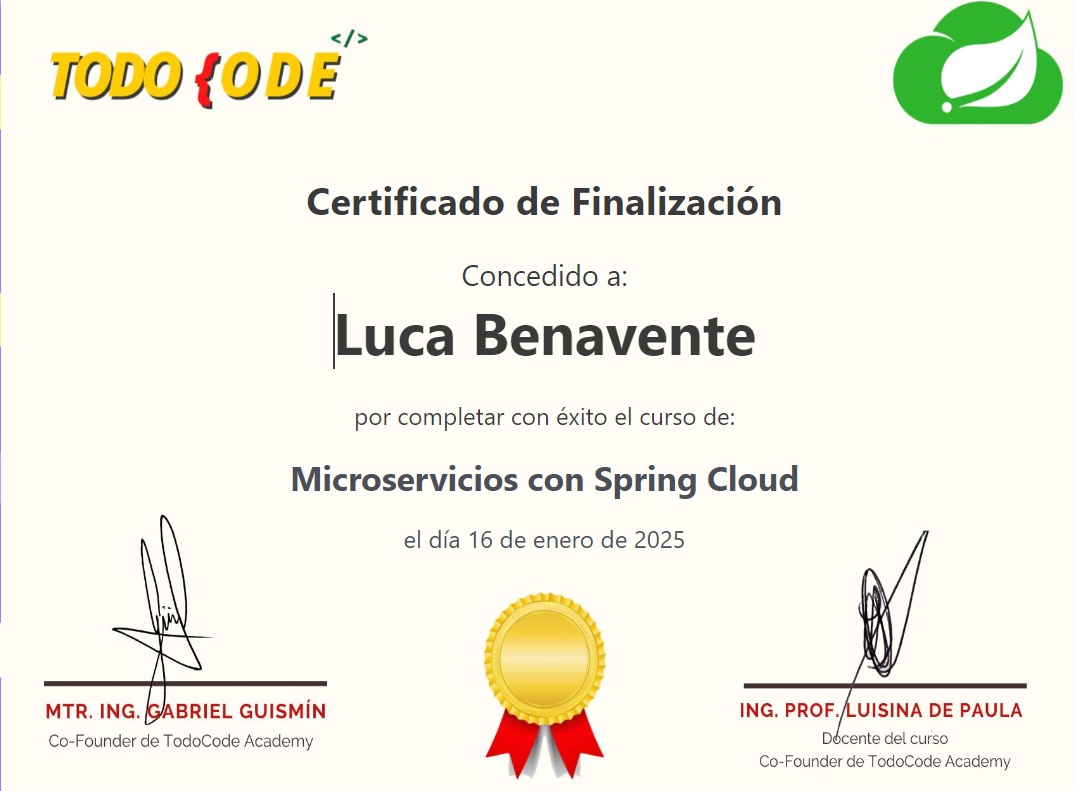 </>
TODO {ODE
Certificado de Finalización
Concedido a:
Luca Benavente
por completar con éxito el curso de:
Microservicios con Spring Cloud
el día 16 de enero de 2025
MTR. ING. GABRIEL GUISMÍN
Co-Founder de TodoCode Academy
ING. PROF. LUISINA DE PAULA
Docente del curso
Co-Founder de TodoCode Academy